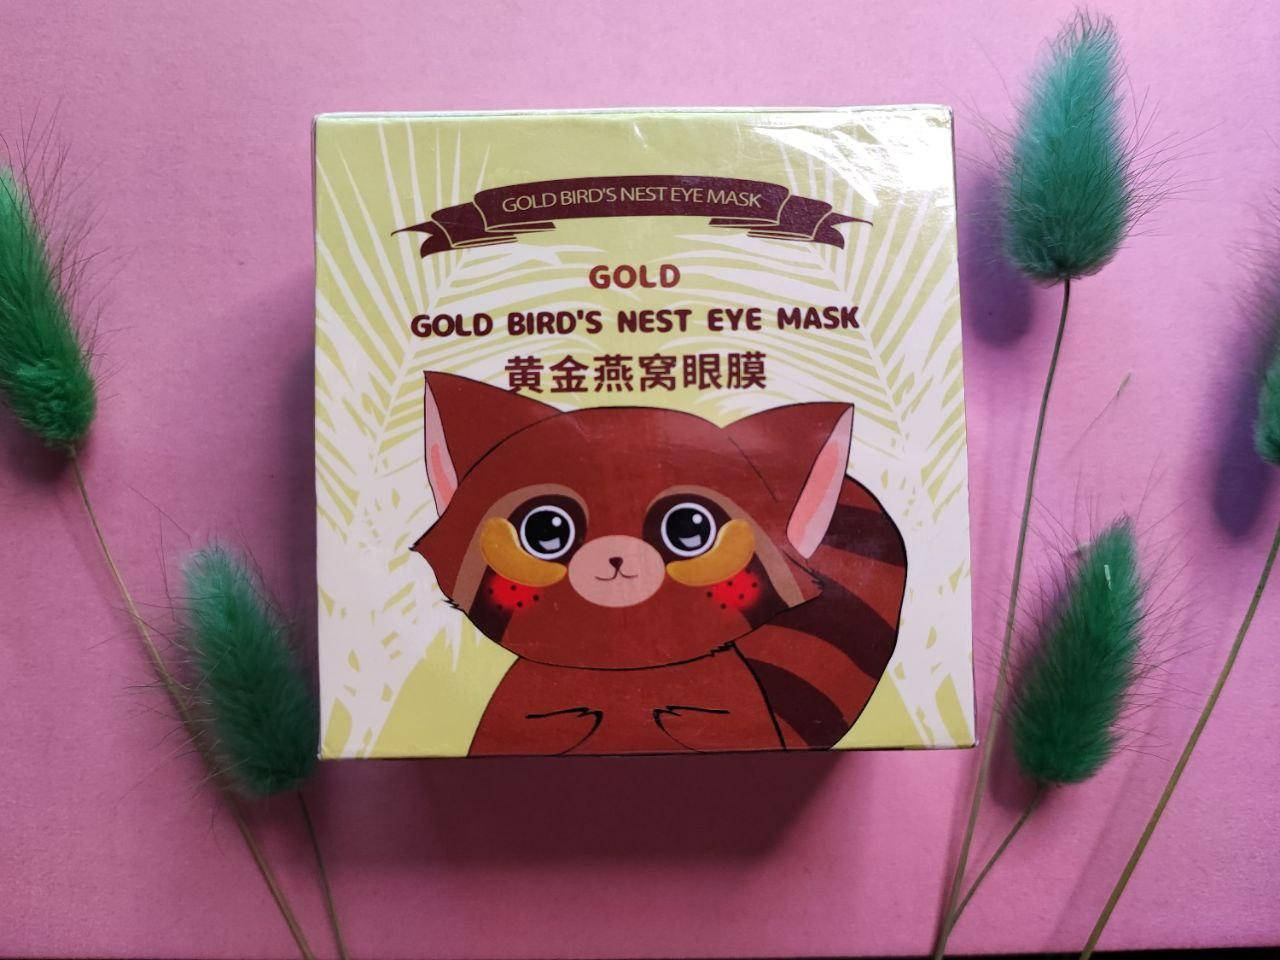 GOLD BIRD'S NEST EYE MASK
GOLD
GOLD BIRD'S NEST EYE MASK
黄金燕窝眼膜